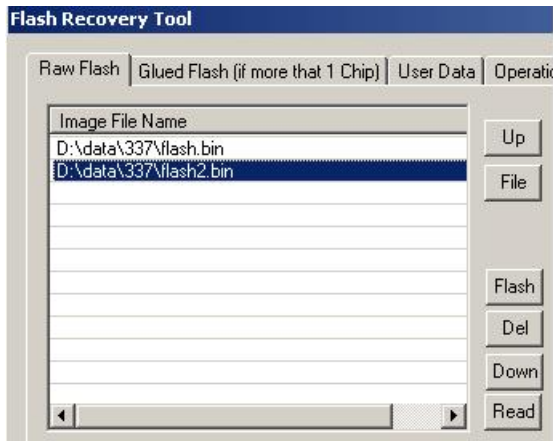 Flash Recovery Tool
Raw Flash Glued Flash (if more that 1 Chip) User Data Operatio
Image File Name
D:\data\337\flash.bin
D:\data\337\flash2.bin
Up
File
Flash
Del
Down
Read